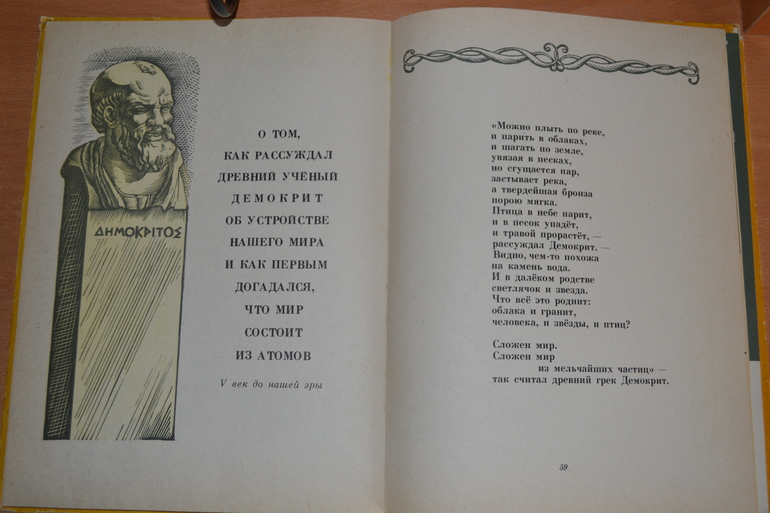 ΔΗΜΟΚΡΙΤΟΣ
О ТОМ,
КАК РАССУЖДАЛ
ДРЕВНИЙ УЧЁНЫЙ
ДЕМОКРИТ
ОБ УСТРОЙСТВЕ
НАШЕГО МИРА
И КАК ПЕРВЫМ
ДОГАДАЛСЯ,
ЧТО МИР
СОСТОИТ
ИЗ АТОМОВ
V век до нашей эры
«Можно плыть по реке,
и парить в облаках,
и шагать по земле,
увязая в песках,
но сгущается пар,
застывает река,
а твердейшая бронза
порою мягка.
Птица в небе парит,
и в песок упадёт,
и травой прорастёт, —
рассуждал Демокрит. —
Видно, чем-то похожа
на камень вода.
И в далёком родстве
светлячок и звезда.
Что всё это роднит:
облака и гранит,
человека, и звёзды, и птиц?
Сложен мир.
Сложен мир
из мельчайших частиц» —
так считал древний грек Демокрит.
59